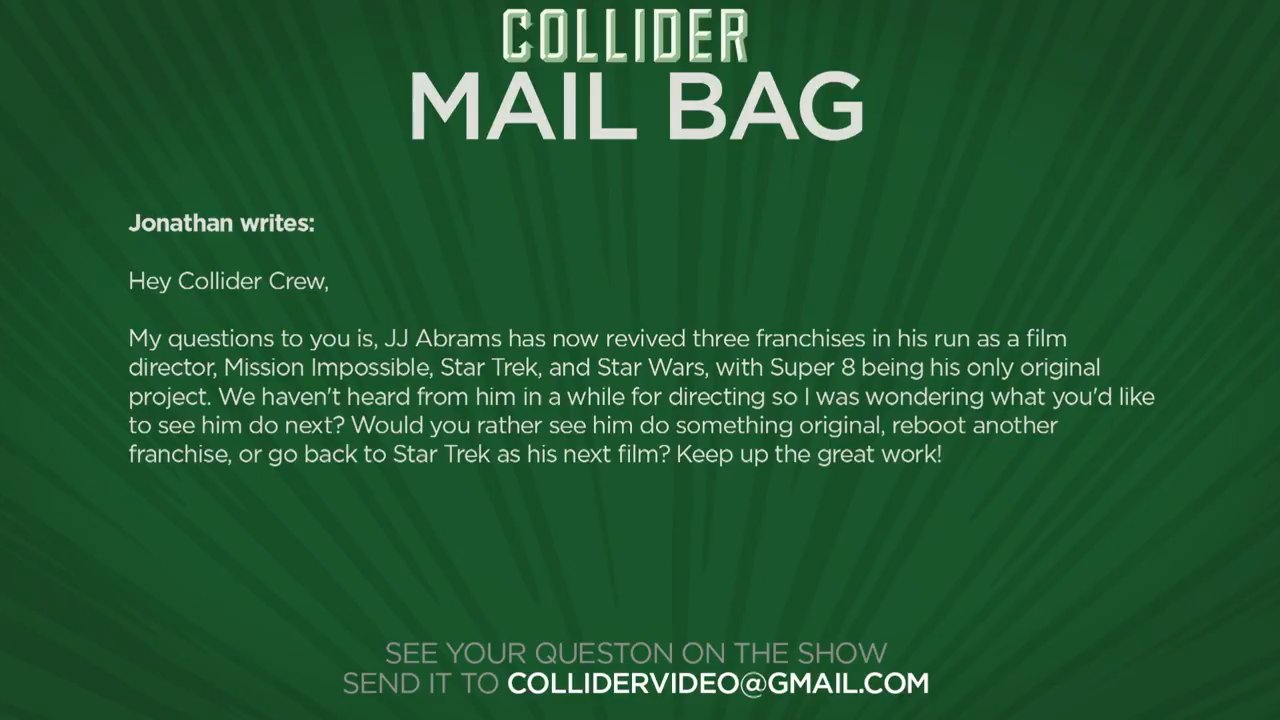 COLLIDER
MAIL BAG
Jonathan writes:
Hey Collider Crew,
My questions to you is, JJ Abrams has now revived three franchises in his run as a film
director, Mission Impossible, Star Trek, and Star Wars, with Super 8 being his only original
project. We haven't heard from him in a while for directing so I was wondering what you'd like
to see him do next? Would you rather see him do something original, reboot another
franchise, or go back to Star Trek as his next film? Keep up the great work!
SEE YOUR QUESTON ON THE SHOW
SEND IT TO COLLIDERVIDEO@GMAIL.COM